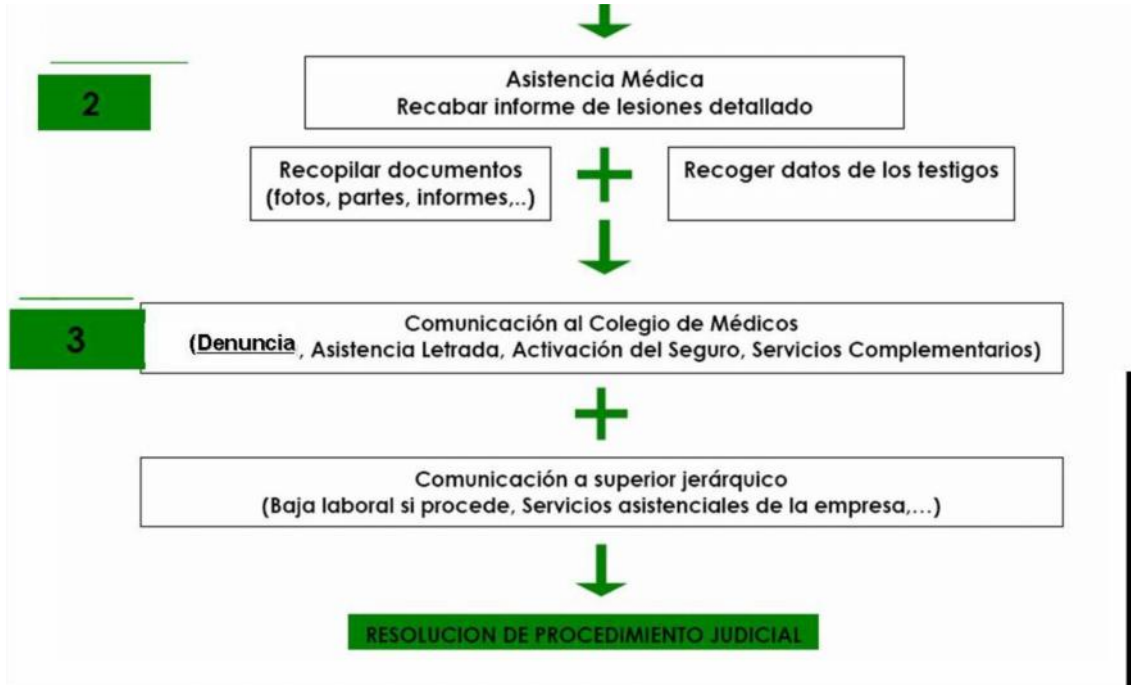 2
Asistencia Médica
Recabar informe de lesiones detallado
Recopilar documentos
(fotos, partes, informes,..)
Recoger datos de los testigos
3
Comunicación al Colegio de Médicos
(Denuncia, Asistencia Letrada, Activación del Seguro, Servicios Complementarios)
Comunicación a superior jerárquico
(Baja laboral si procede, Servicios asistenciales de la empresa,...)
RESOLUCION DE PROCEDIMIENTO JUDICIAL